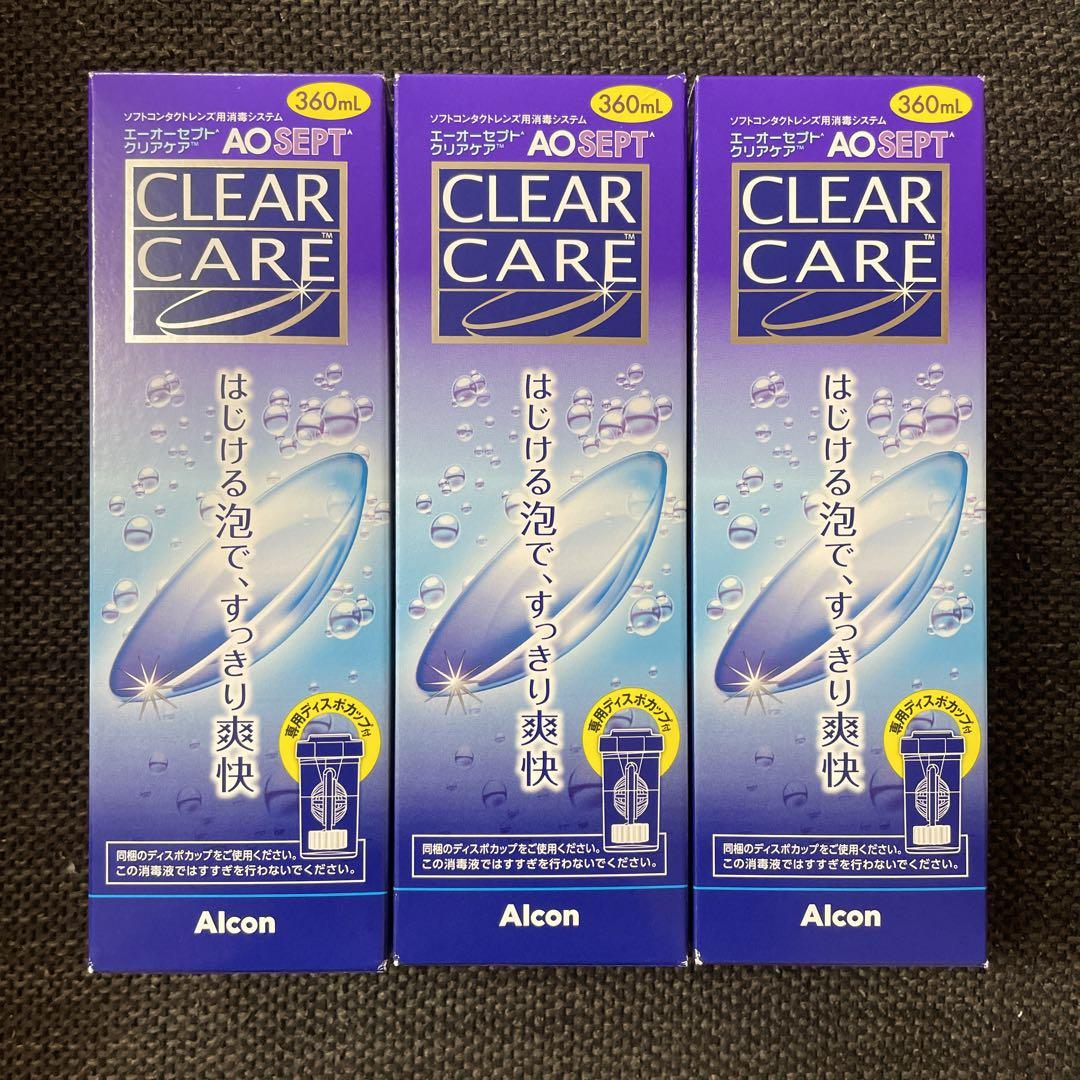 360mL
ソフトコンタクトレンズ用消毒システム
エーオーセプト^
クリアケア™
AOSEPT^
CLEAR
CARE™
はじける泡で、すっきり爽快
専用ディスポカップ付
同梱のディスポカップをご使用ください。
この消毒液ではすすぎを行わないでください。
Alcon
360mL
ソフトコンタクトレンズ用消毒システム
エーオーセプト^
クリアケア™
AOSEPT^
CLEAR
CARE™
はじける泡で、すっきり爽快
専用ディスポカップ付
同梱のディスポカップをご使用ください。
この消毒液ではすすぎを行わないでください。
Alcon
360mL
ソフトコンタクトレンズ用消毒システム
エーオーセプト^
クリアケア™
AOSEPT^
CLEAR
CARE™
はじける泡で、すっきり爽快
専用ディスポカップ付
同梱のディスポカップをご使用ください。
この消毒液ではすすぎを行わないでください。
Alcon